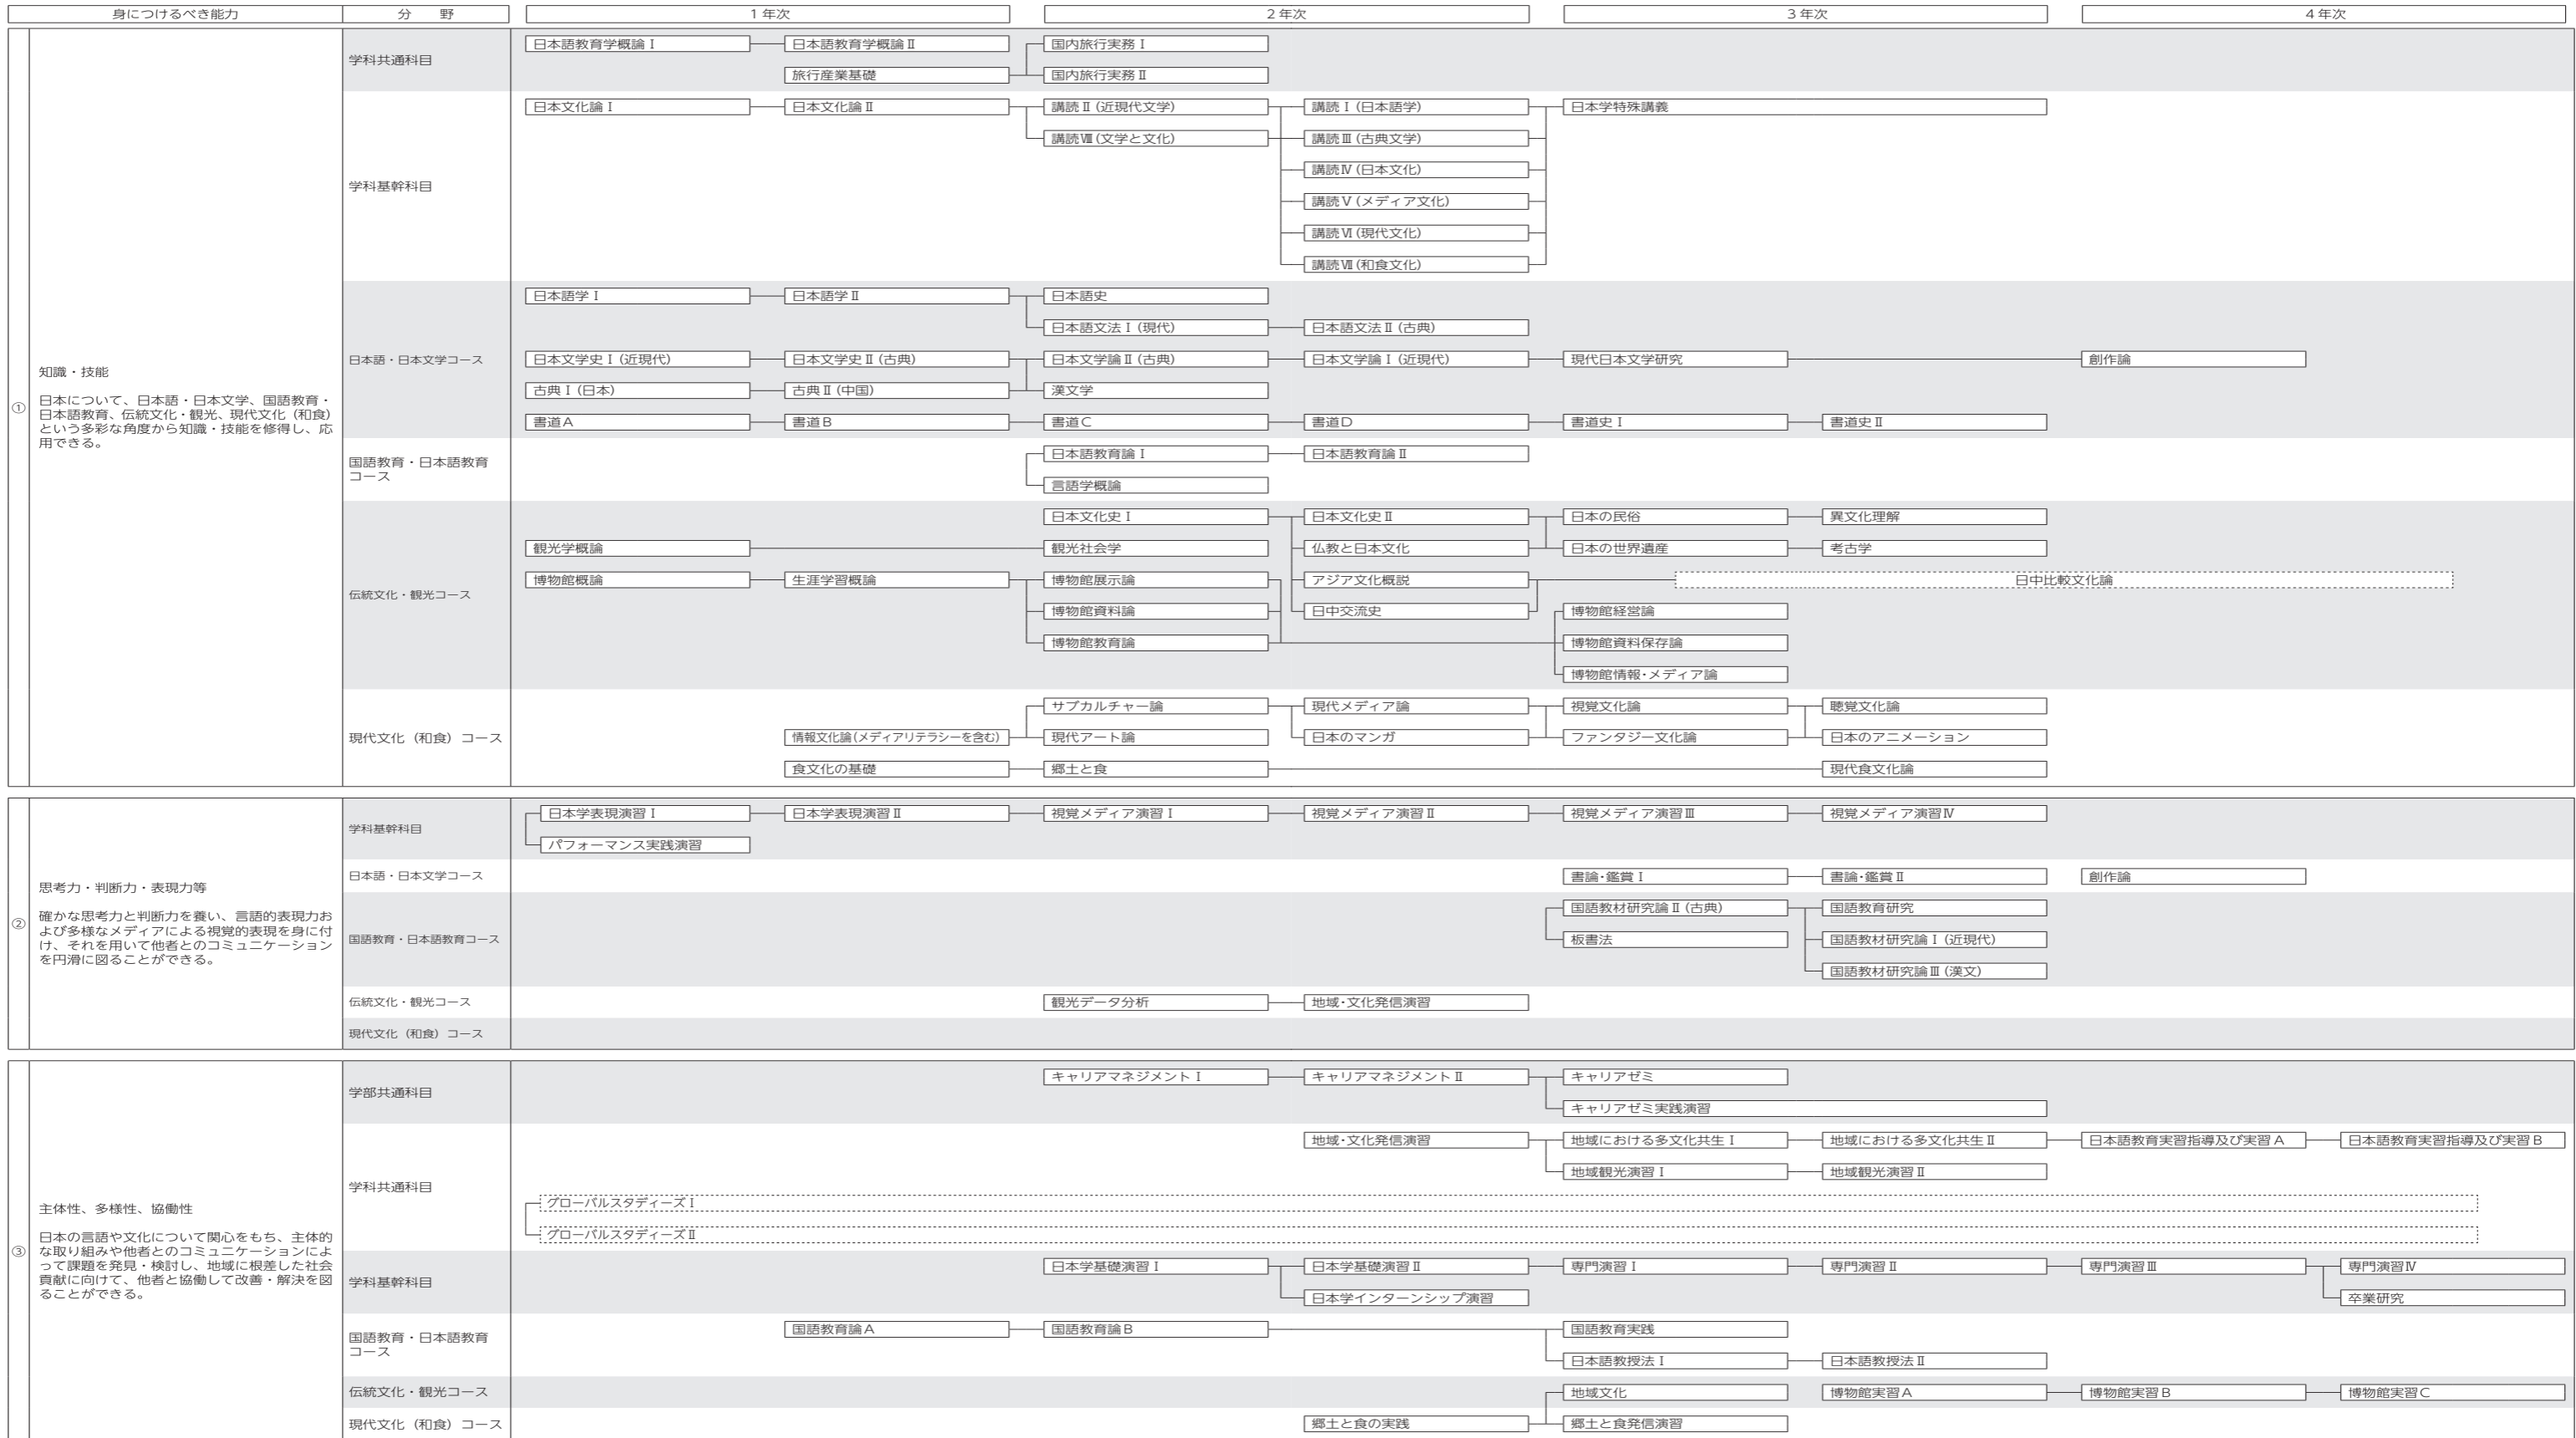 身につけるべき能力
分　野
1 年次
2 年次
3 年次
4 年次
①
知識・技能
日本について、日本語・日本文学、国語教育・
日本語教育、伝統文化・観光、現代文化（和食）
という多彩な角度から知識・技能を修得し、応
用できる。
学科共通科目
日本語教育学概論Ⅰ
日本語教育学概論Ⅱ
国内旅行実務Ⅰ
旅行産業基礎
国内旅行実務Ⅱ
学科基幹科目
日本文化論Ⅰ
日本文化論Ⅱ
講読Ⅱ（近現代文学）
講読Ⅰ（日本語学）
日本学特殊講義
講読Ⅷ（文学と文化）
講読Ⅲ（古典文学）
講読Ⅳ（日本文化）
講読Ⅴ（メディア文化）
講読Ⅵ（現代文化）
講読Ⅶ（和食文化）
日本語・日本文学コース
日本語学Ⅰ
日本語学Ⅱ
日本語史
日本語文法Ⅰ（現代）
日本語文法Ⅱ（古典）
日本文学史Ⅰ（近現代）
日本文学史Ⅱ（古典）
日本文学論Ⅱ（古典）
日本文学論Ⅰ（近現代）
現代日本文学研究
創作論
古典Ⅰ（日本）
古典Ⅱ（中国）
漢文学
書道A
書道B
書道C
書道D
書道史Ⅰ
書道史Ⅱ
国語教育・日本語教育
コース
日本語教育論Ⅰ
日本語教育論Ⅱ
言語学概論
伝統文化・観光コース
日本文化史Ⅰ
日本文化史Ⅱ
日本の民俗
異文化理解
観光学概論
観光社会学
仏教と日本文化
日本の世界遺産
考古学
博物館概論
生涯学習概論
博物館展示論
アジア文化概説
日中比較文化論
博物館資料論
日中交流史
博物館経営論
博物館教育論
博物館資料保存論
博物館情報・メディア論
現代文化（和食）コース
サブカルチャー論
現代メディア論
視覚文化論
聴覚文化論
情報文化論（メディアリテラシーを含む）
現代アート論
日本のマンガ
ファンタジー文化論
日本のアニメーション
食文化の基礎
郷土と食
現代食文化論
②
思考力・判断力・表現力等
確かな思考力と判断力を養い、言語的表現力お
よび多様なメディアによる視覚的表現を身に付
け、それを用いて他者とのコミュニケーション
を円滑に図ることができる。
学科基幹科目
日本学表現演習Ⅰ
日本学表現演習Ⅱ
視覚メディア演習Ⅰ
視覚メディア演習Ⅱ
視覚メディア演習Ⅲ
視覚メディア演習Ⅳ
パフォーマンス実践演習
日本語・日本文学コース
書論・鑑賞Ⅰ
書論・鑑賞Ⅱ
創作論
国語教育・日本語教育コース
国語教材研究論Ⅱ（古典）
国語教育研究
板書法
国語教材研究論Ⅰ（近現代）
国語教材研究論Ⅲ（漢文）
伝統文化・観光コース
観光データ分析
地域・文化発信演習
現代文化（和食）コース
③
主体性、多様性、協働性
日本の言語や文化について関心をもち、主体的
な取り組みや他者とのコミュニケーションによ
って課題を発見・検討し、地域に根差した社会
貢献に向けて、他者と協働して改善・解決を図
ることができる。
学部共通科目
キャリアマネジメントⅠ
キャリアマネジメントⅡ
キャリアゼミ
キャリアゼミ実践演習
学科共通科目
地域・文化発信演習
地域における多文化共生Ⅰ
地域における多文化共生Ⅱ
日本語教育実習指導及び実習A
日本語教育実習指導及び実習B
地域観光演習Ⅰ
地域観光演習Ⅱ
グローバルスタディーズⅠ
グローバルスタディーズⅡ
学科基幹科目
日本学基礎演習Ⅰ
日本学基礎演習Ⅱ
専門演習Ⅰ
専門演習Ⅱ
専門演習Ⅲ
専門演習Ⅳ
日本学インターンシップ演習
卒業研究
国語教育・日本語教育
コース
国語教育論A
国語教育論B
国語教育実践
日本語教授法Ⅰ
日本語教授法Ⅱ
伝統文化・観光コース
地域文化
博物館実習A
博物館実習B
博物館実習C
現代文化（和食）コース
郷土と食の実践
郷土と食発信演習